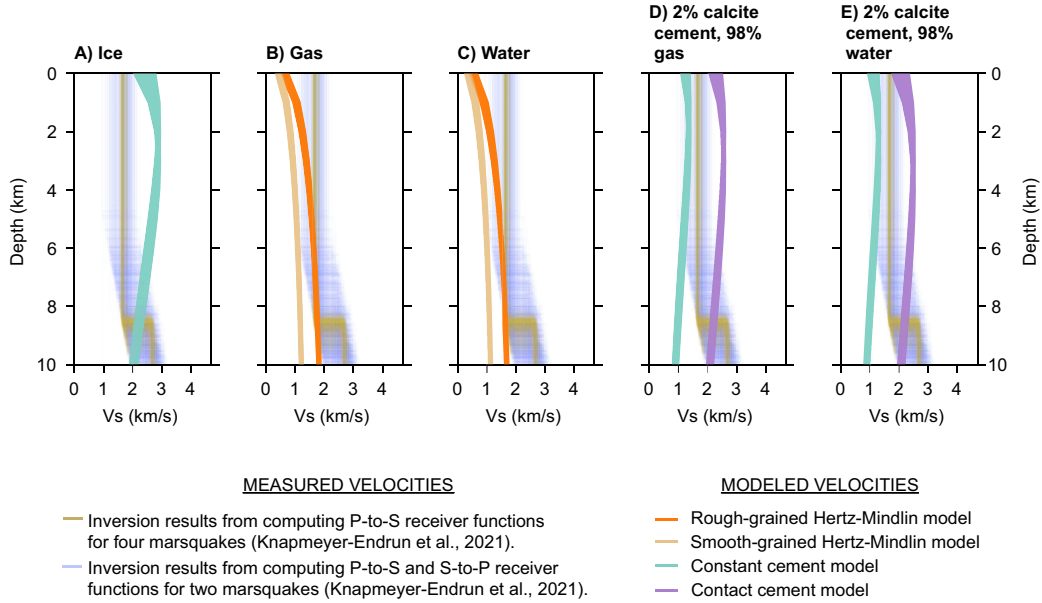 D) 2% calcite
cement, 98%
gas
E) 2% calcite
cement, 98%
water
A) Ice
B) Gas
C) Water
0
2
4
6
8
10
Depth (km)
0
2
4
6
8
10
Depth (km)
0 1 2 3 4
0 1 2 3 4
0 1 2 3 4
0 1 2 3 4
0 1 2 3 4
Vs (km/s)
Vs (km/s)
Vs (km/s)
Vs (km/s)
Vs (km/s)
MEASURED VELOCITIES
Inversion results from computing P-to-S receiver functions
for four marsquakes (Knapmeyer-Endrun et al., 2021).
Inversion results from computing P-to-S and S-to-P receiver
functions for two marsquakes (Knapmeyer-Endrun et al., 2021).
MODELED VELOCITIES
Rough-grained Hertz-Mindlin model
Smooth-grained Hertz-Mindlin model
Constant cement model
Contact cement model